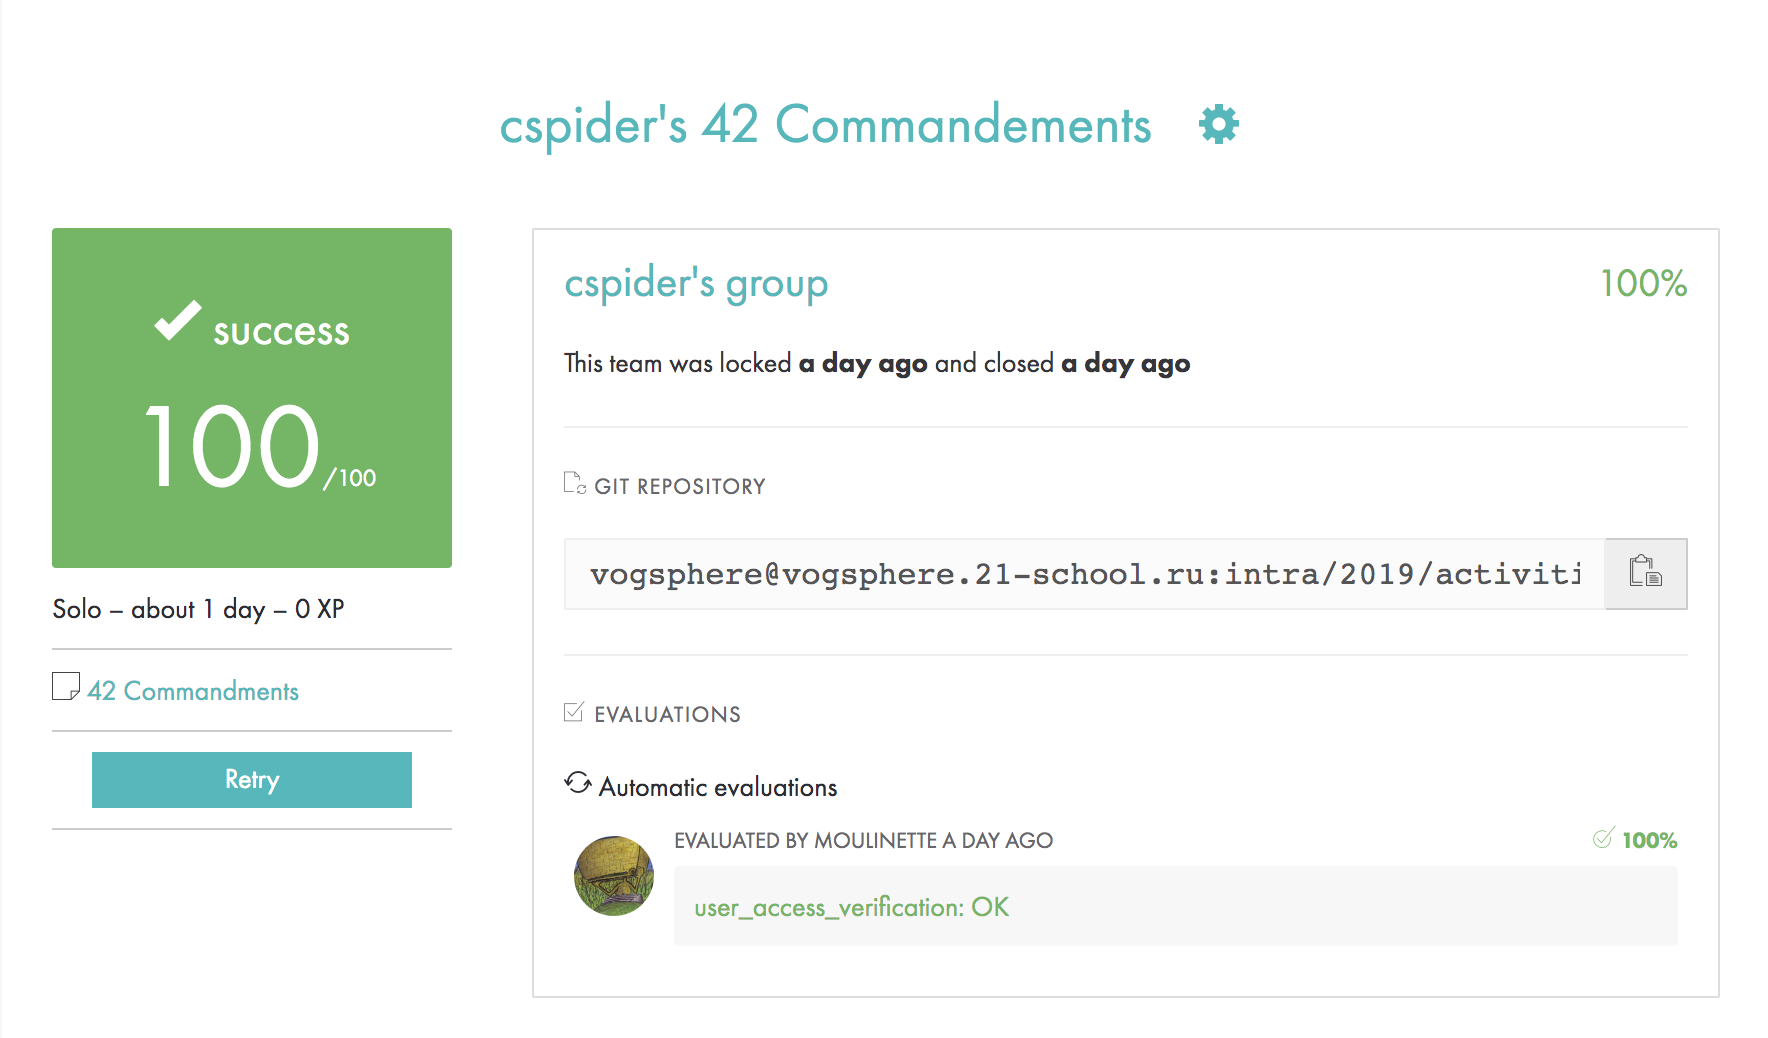 cspider's 42 Commandements
success
100/100
Solo – about 1 day – 0 XP
42 Commandments
Retry
cspider's group
100%
This team was locked a day ago and closed a day ago
GIT REPOSITORY
vogsphere@vogsphere.21-school.ru:intra/2019/activiti
EVALUATIONS
Automatic evaluations
EVALUATED BY MOULINETTE A DAY AGO
100%
user_access_verification: OK